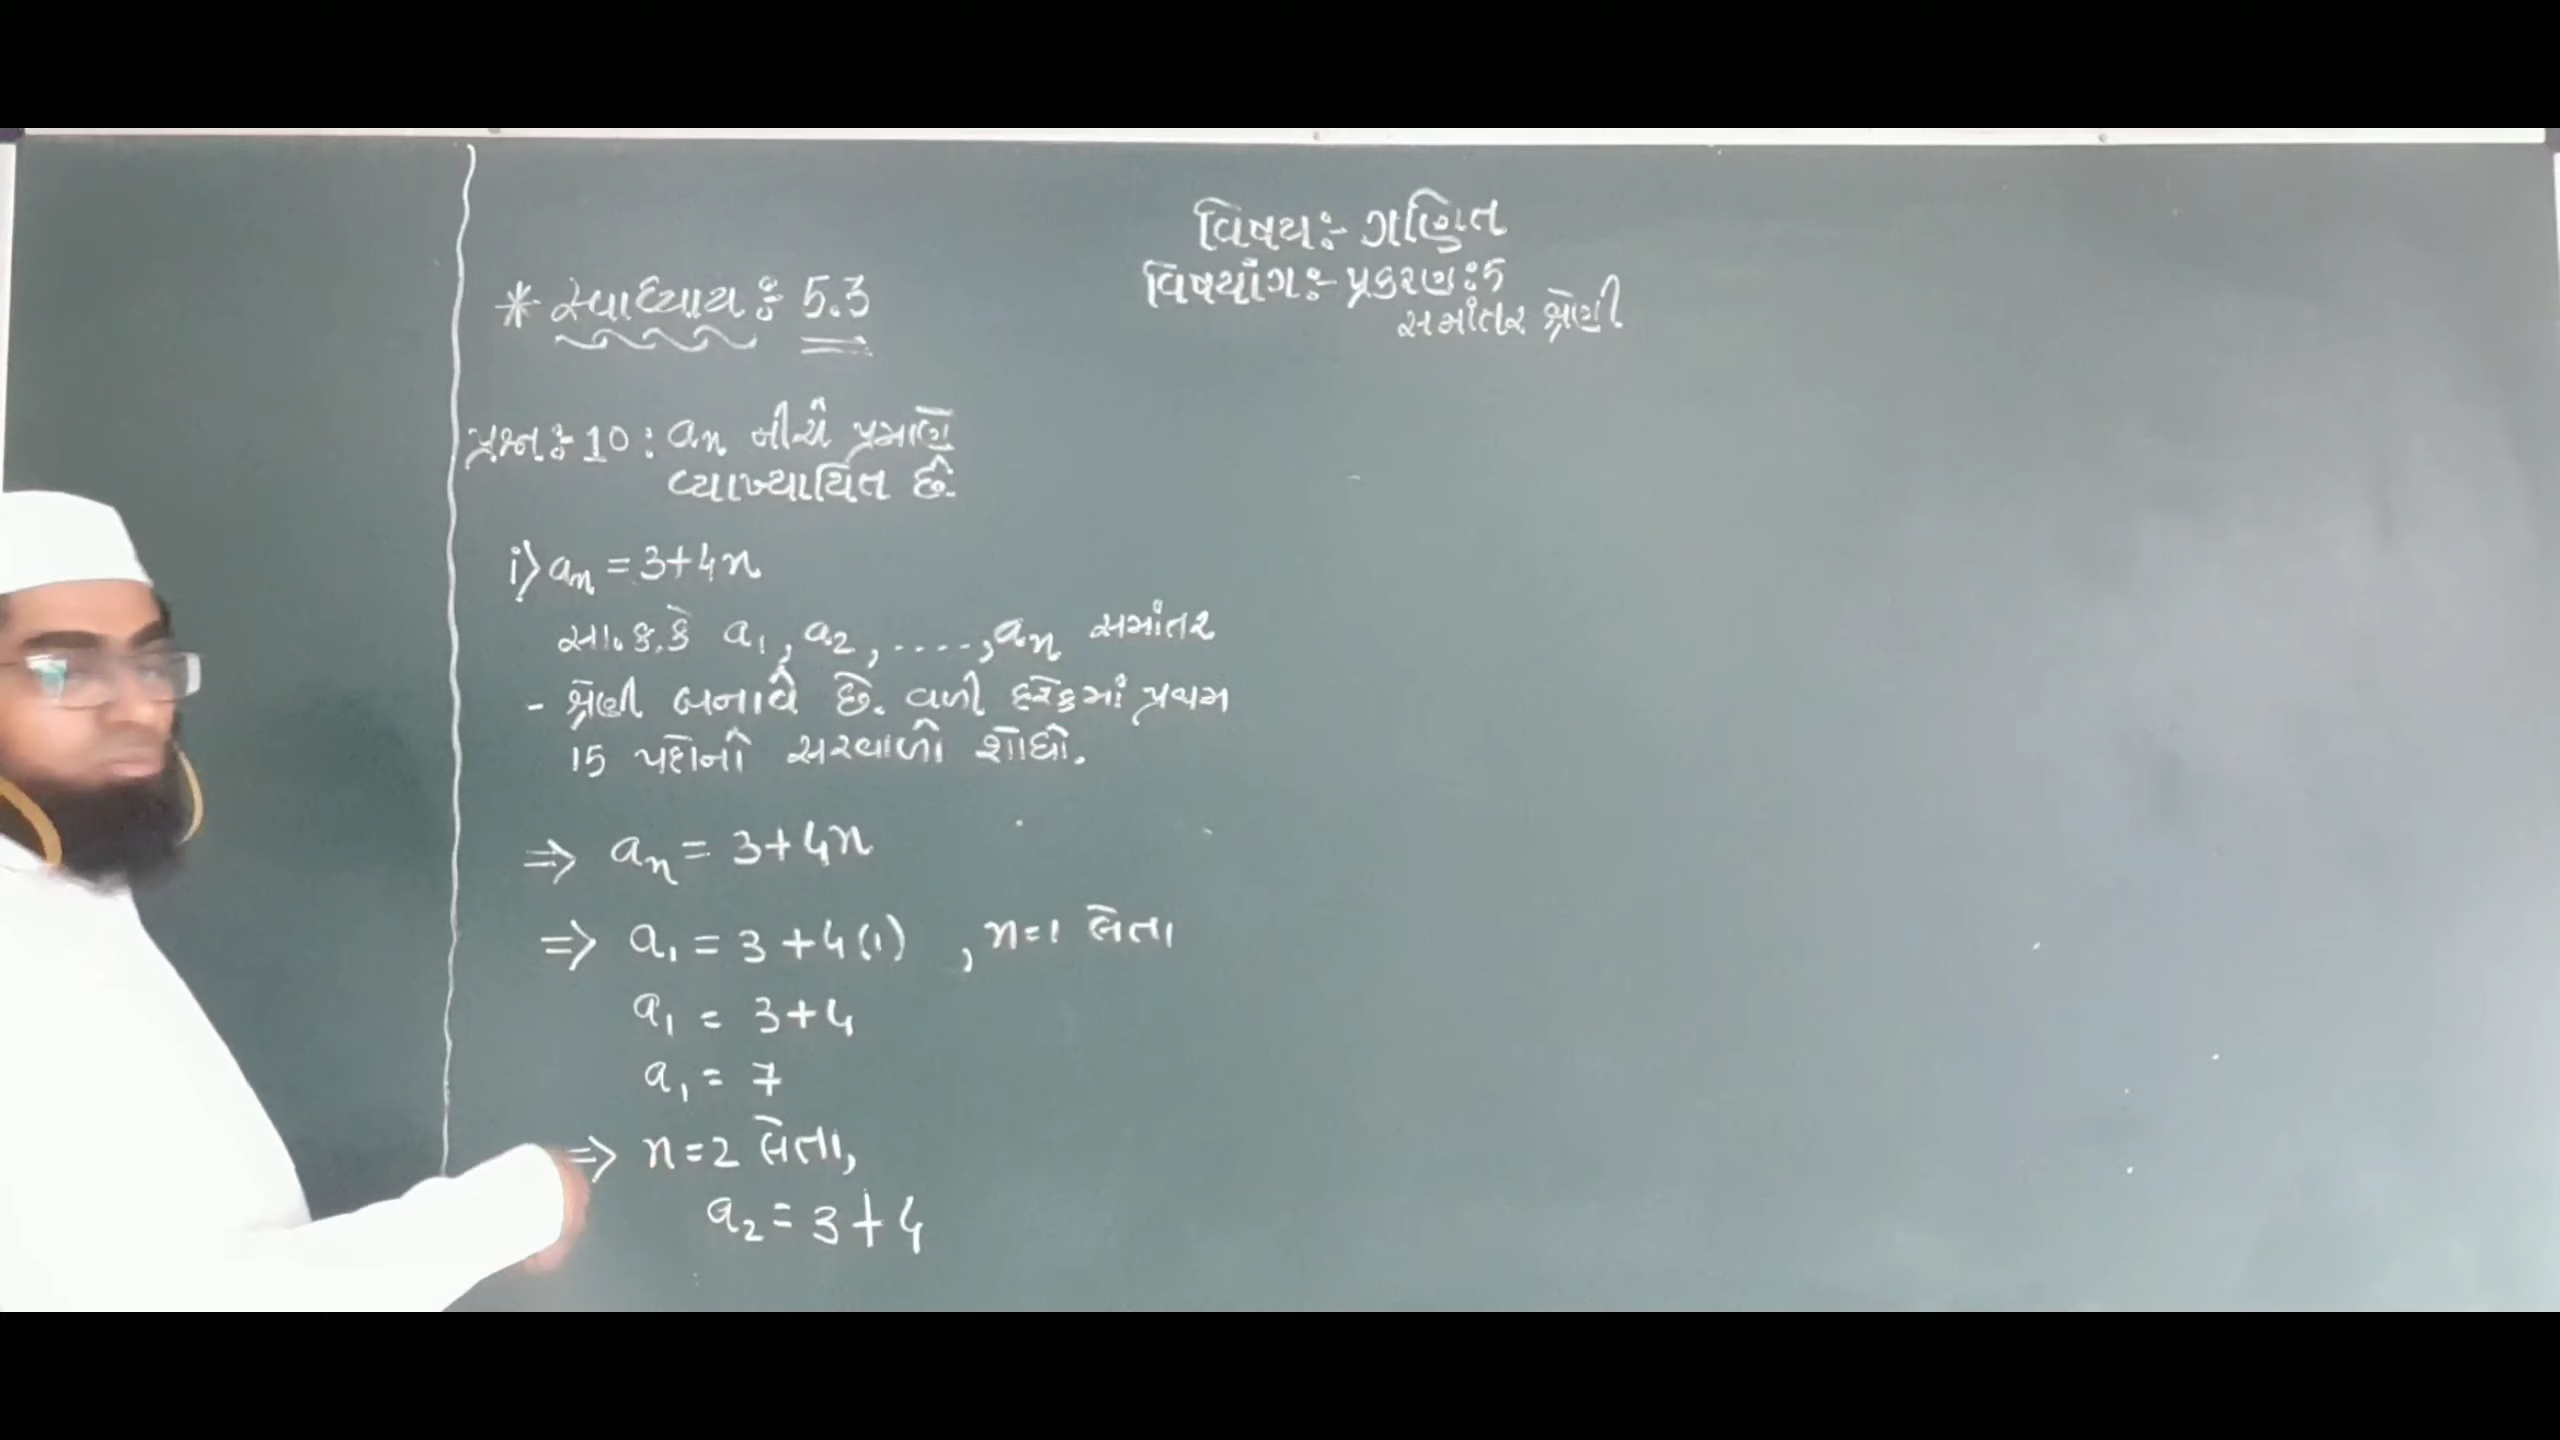 વિષય:- ગણિત
વિષયાંગ:- પ્રકરણ:5
સમાંતર શ્રેણી
* સ્વાધ્યાય: 5.3
પ્રશ્ન:-10: an નીચે પ્રમાણે
વ્યાખ્યાયિત છે.
i) an = 3+4n
સા.કે.કે a1, a2, ...., an સમાંતર
- શ્રેણી બનાવે છે. વળી દરેકમાં પ્રથમ
15 પદોનો સરવાળો શોધો.
⇒ an = 3+4n
⇒ a1 = 3+4(1) , n=1 લેતા
a1 = 3+4
a1 = 7
⇒ n=2 લેતા,
a2 = 3+4